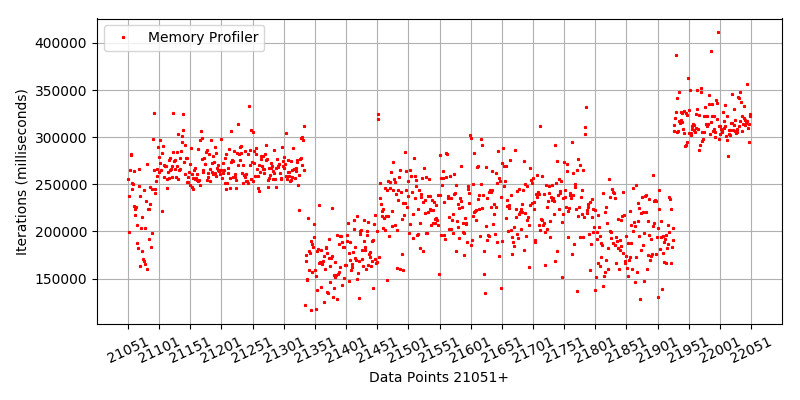 Memory Profiler
400000
350000
300000
250000
200000
150000
Iterations (milliseconds)
21051 21101 21151 21201 21251 21301 21351 21401 21451 21501 21551 21601 21651 21701 21751 21801 21851 21901 21951 22001 22051
Data Points 21051+